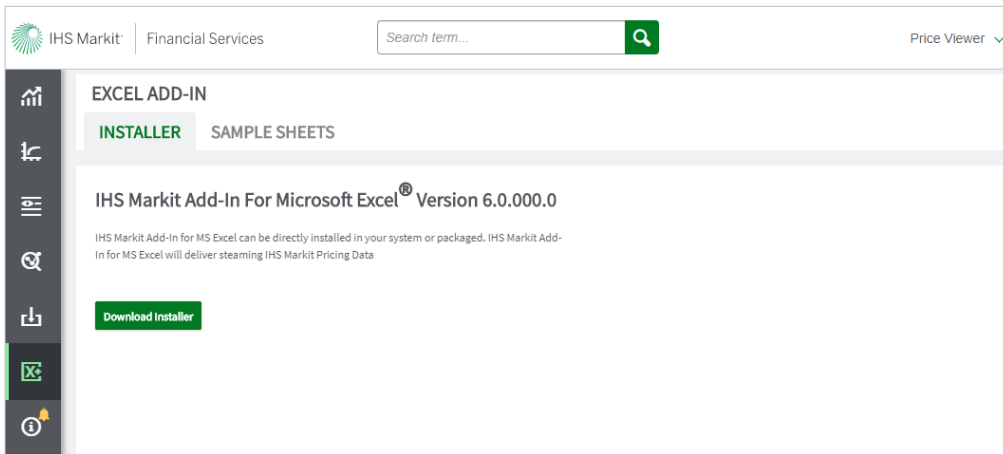 IHS Markit Financial Services Search term... Price Viewer
EXCEL ADD-IN
INSTALLER SAMPLE SHEETS
IHS Markit Add-In For Microsoft Excel® Version 6.0.000.0
IHS Markit Add-In for MS Excel can be directly installed in your system or packaged. IHS Markit Add-
In for MS Excel will deliver steaming IHS Markit Pricing Data
Download Installer